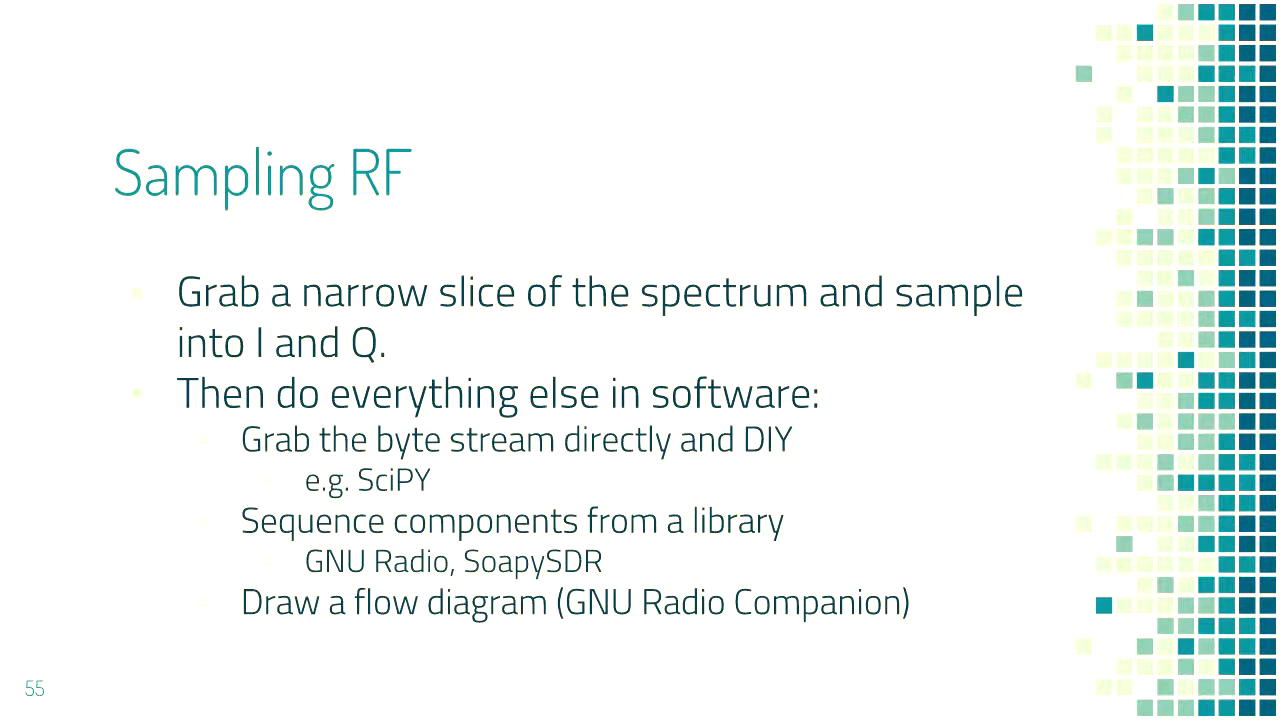 Sampling RF
Grab a narrow slice of the spectrum and sample
into I and Q.
Then do everything else in software:
Grab the byte stream directly and DIY
e.g. SciPY
Sequence components from a library
GNU Radio, SoapySDR
Draw a flow diagram (GNU Radio Companion)
55